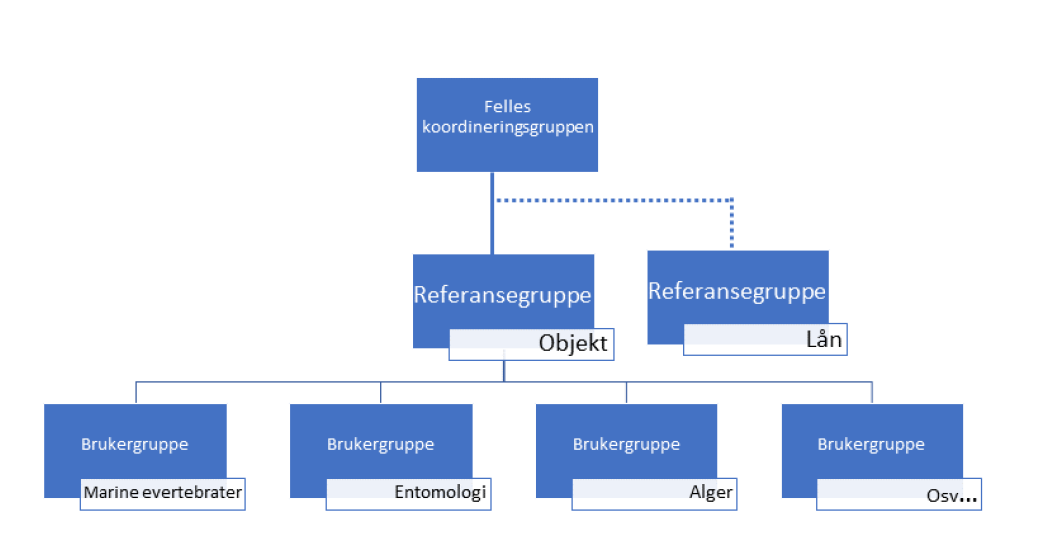 Felles
koordineringsgruppen
Referansegruppe
Objekt
Referansegruppe
Lån
Brukergruppe
Marine evertebrater
Brukergruppe
Entomologi
Brukergruppe
Alger
Brukergruppe
Osv...